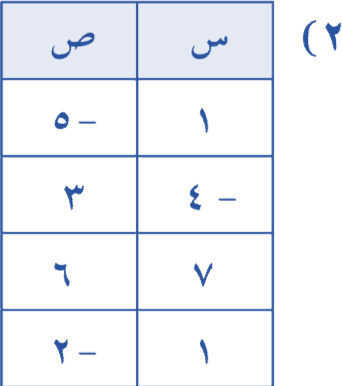 ٢ )
س ص
١ – ٥
– ٤ ٣
٧ ٦
١ – ٢